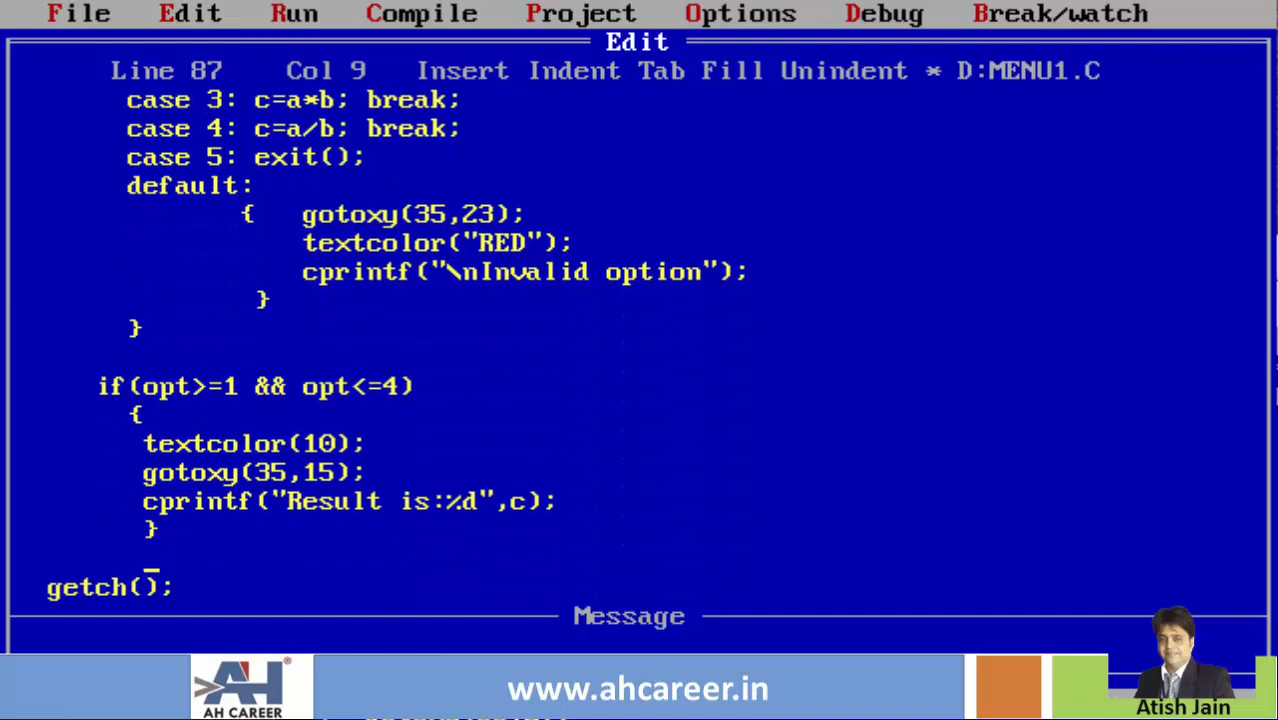 File Edit Run Compile Project Options Debug Break/watch
Edit
Line 87 Col 9 Insert Indent Tab Fill Unindent * D:MENU1.C
case 3: c=a*b; break;
case 4: c=a/b; break;
case 5: exit();
default:
{ gotoxy(35,23);
textcolor("RED");
cprintf("\nInvalid option");
}
}
if(opt>=1 && opt<=4)
{
textcolor(10);
gotoxy(35,15);
cprintf("Result is:%d",c);
}
getch();
Message
AH
®
AH CAREER
www.ahcareer.in
Atish Jain